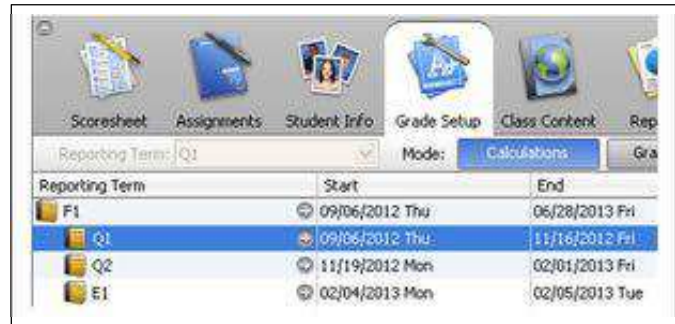 Scoresheet Assignments Student Info Grade Setup Class Content Rep
Reporting Term: Q1 Mode: Calculations Gra
Reporting Term Start End
F1 09/06/2012 Thu 06/28/2013 Fri
Q1 09/06/2012 Thu 11/16/2012 Fri
Q2 11/19/2012 Mon 02/01/2013 Fri
E1 02/04/2013 Mon 02/05/2013 Tue